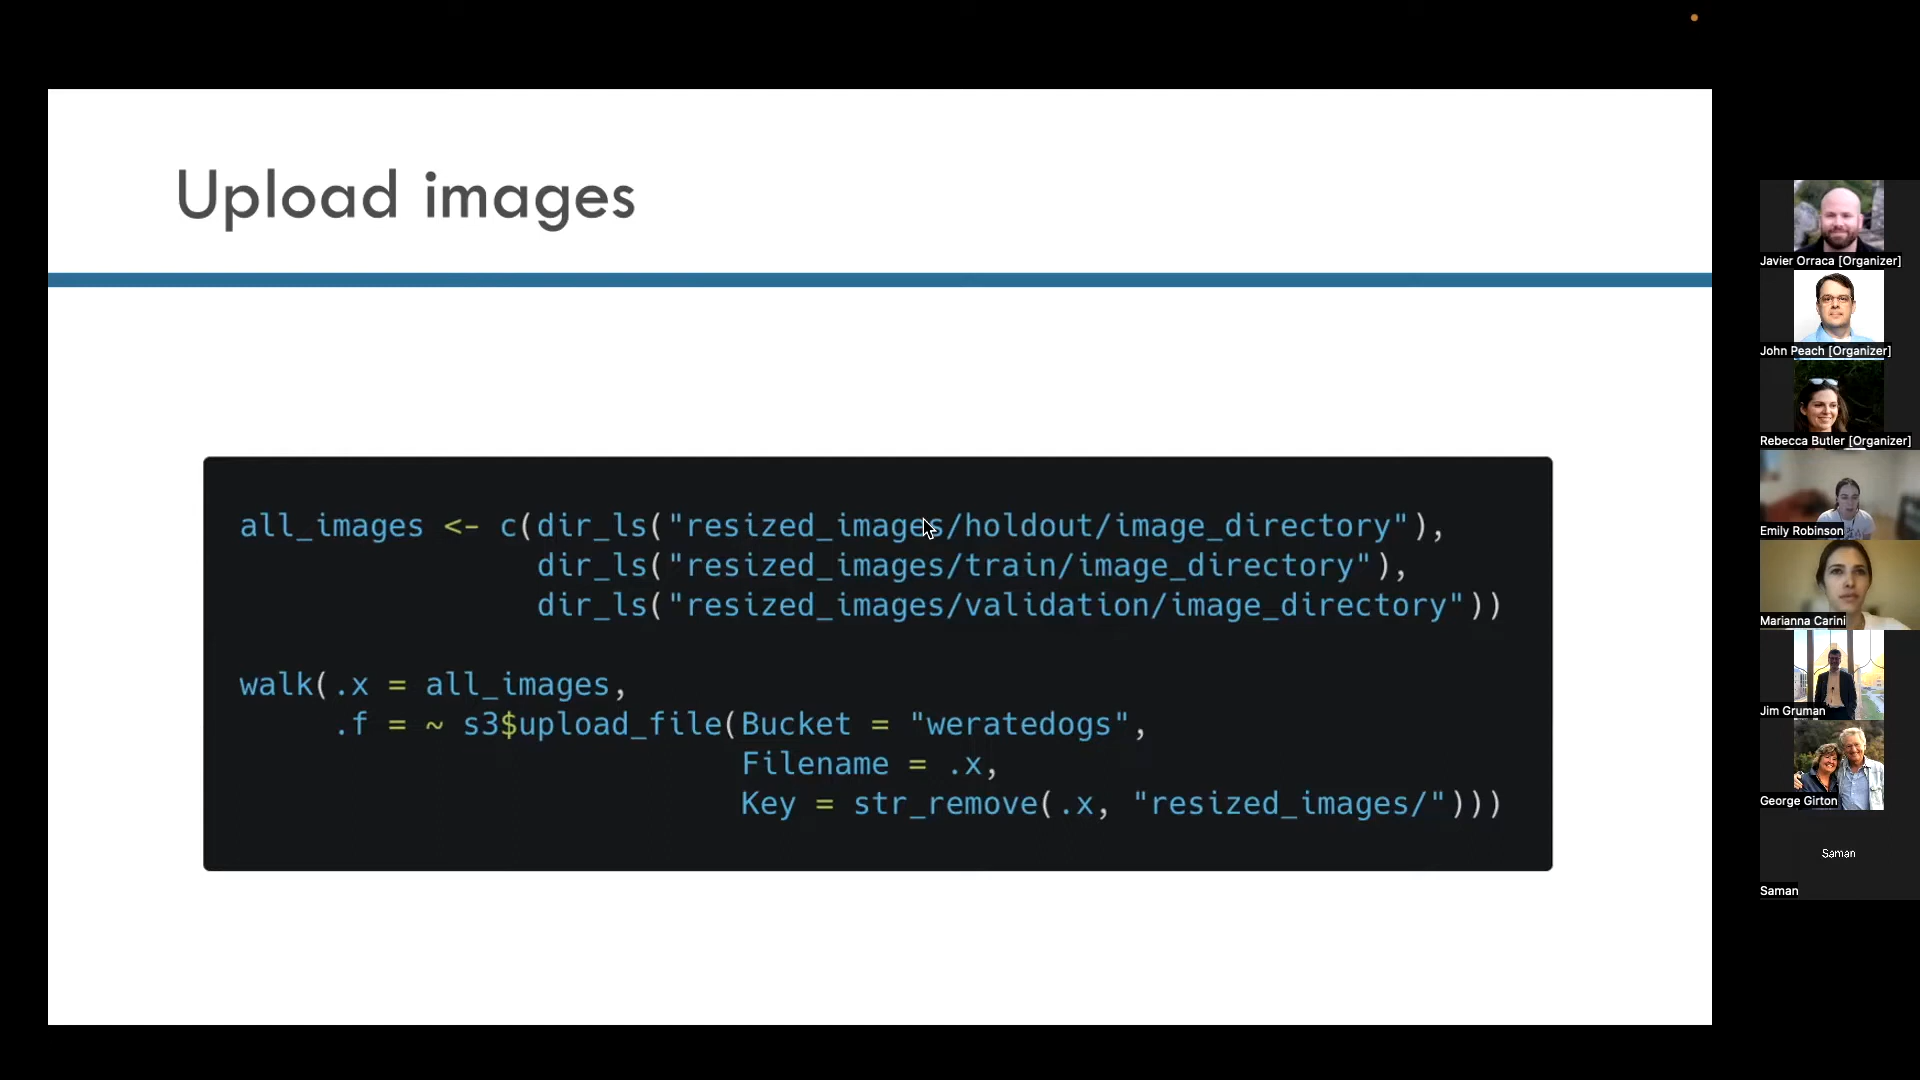 Upload images
all_images <- c(dir_ls("resized_images/holdout/image_directory"),
dir_ls("resized_images/train/image_directory"),
dir_ls("resized_images/validation/image_directory"))
walk(.x = all_images,
.f = ~ s3$upload_file(Bucket = "weratedogs",
Filename = .x,
Key = str_remove(.x, "resized_images/")))
Javier Orraca [Organizer]
John Peach [Organizer]
Rebecca Butler [Organizer]
Emily Robinson
Marianna Carini
Jim Gruman
George Girton
Saman
Saman